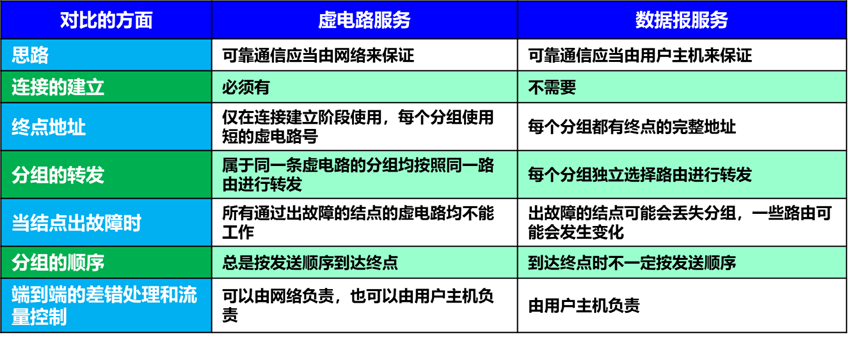 对比的方面 虚电路服务 数据报服务
思路 可靠通信应当由网络来保证 可靠通信应当由用户主机来保证
连接的建立 必须有 不需要
终点地址 仅在连接建立阶段使用，每个分组使用
短的虚电路号 每个分组都有终点的完整地址
分组的转发 属于同一条虚电路的分组均按照同一路
由进行转发 每个分组独立选择路由进行转发
当结点出故障时 所有通过出故障的结点的虚电路均不能
工作 出故障的结点可能会丢失分组，一些路由可
能会发生变化
分组的顺序 总是按发送顺序到达终点 到达终点时不一定按发送顺序
端到端的差错处理和流
量控制 可以由网络负责，也可以由用户主机负
责 由用户主机负责